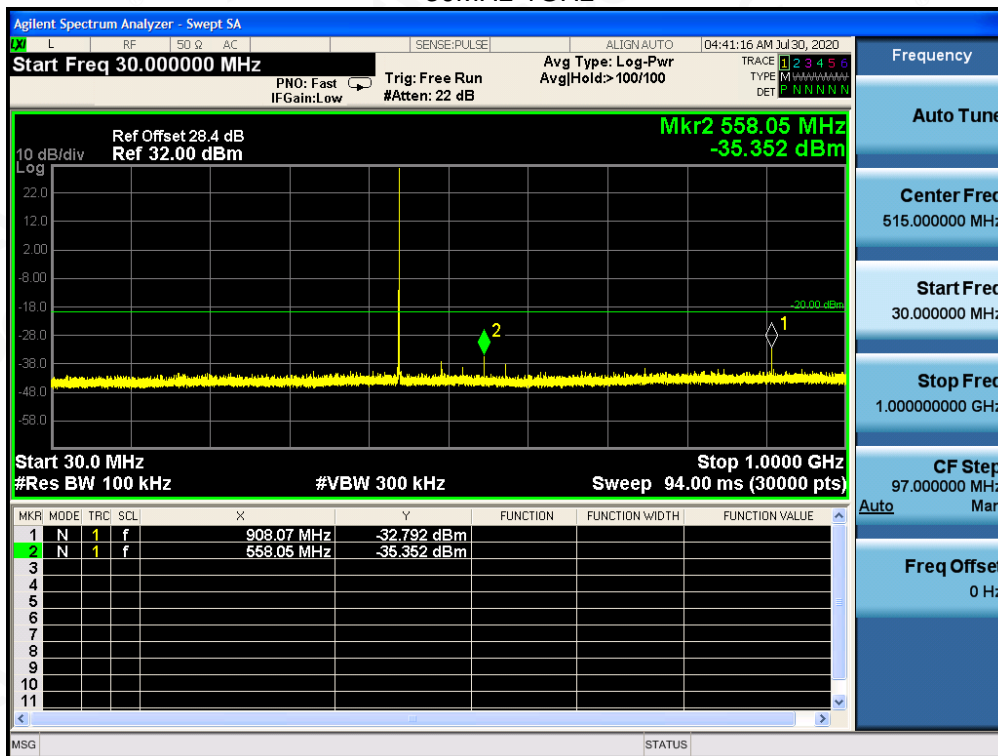 Agilent Spectrum Analyzer - Swept SA
LXI L RF 50 Ω AC SENSE:PULSE ALIGN AUTO 04:41:16 AM Jul 30, 2020
Start Freq 30.000000 MHz
PNO: Fast
IFGain:Low
Trig: Free Run
#Atten: 22 dB
Avg Type: Log-Pwr
Avg|Hold:>100/100
TRACE 1 2 3 4 5 6
TYPE M
DET P N N N N N
Mkr2 558.05 MHz
-35.352 dBm
Ref Offset 28.4 dB
10 dB/div Ref 32.00 dBm
Log
22.0
12.0
2.00
-8.00
-18.0
-20.00 dBm
-28.0
-38.0
-48.0
-58.0
2
1
Start 30.0 MHz Stop 1.0000 GHz
#Res BW 100 kHz #VBW 300 kHz Sweep 94.00 ms (30000 pts)
MKR MODE TRC SCL X Y FUNCTION FUNCTION WIDTH FUNCTION VALUE
1 N 1 f 908.07 MHz -32.792 dBm
2 N 1 f 558.05 MHz -35.352 dBm
3
4
5
6
7
8
9
10
11
MSG STATUS
Frequency
Auto Tune
Center Freq
515.000000 MHz
Start Freq
30.000000 MHz
Stop Freq
1.000000000 GHz
CF Step
97.000000 MHz
Auto Man
Freq Offset
0 Hz